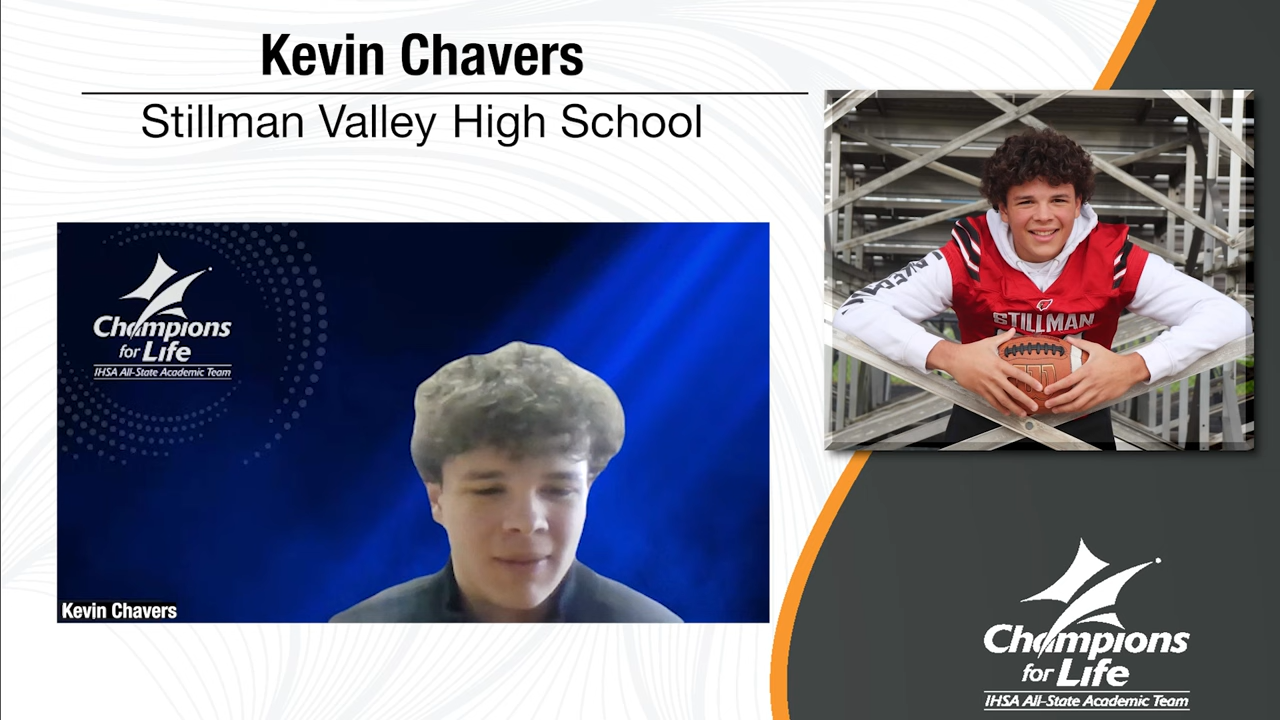 Kevin Chavers
Stillman Valley High School
Champions
for Life
IHSA All-State Academic Team
Kevin Chavers
STILLMAN
Champions
for Life
IHSA All-State Academic Team